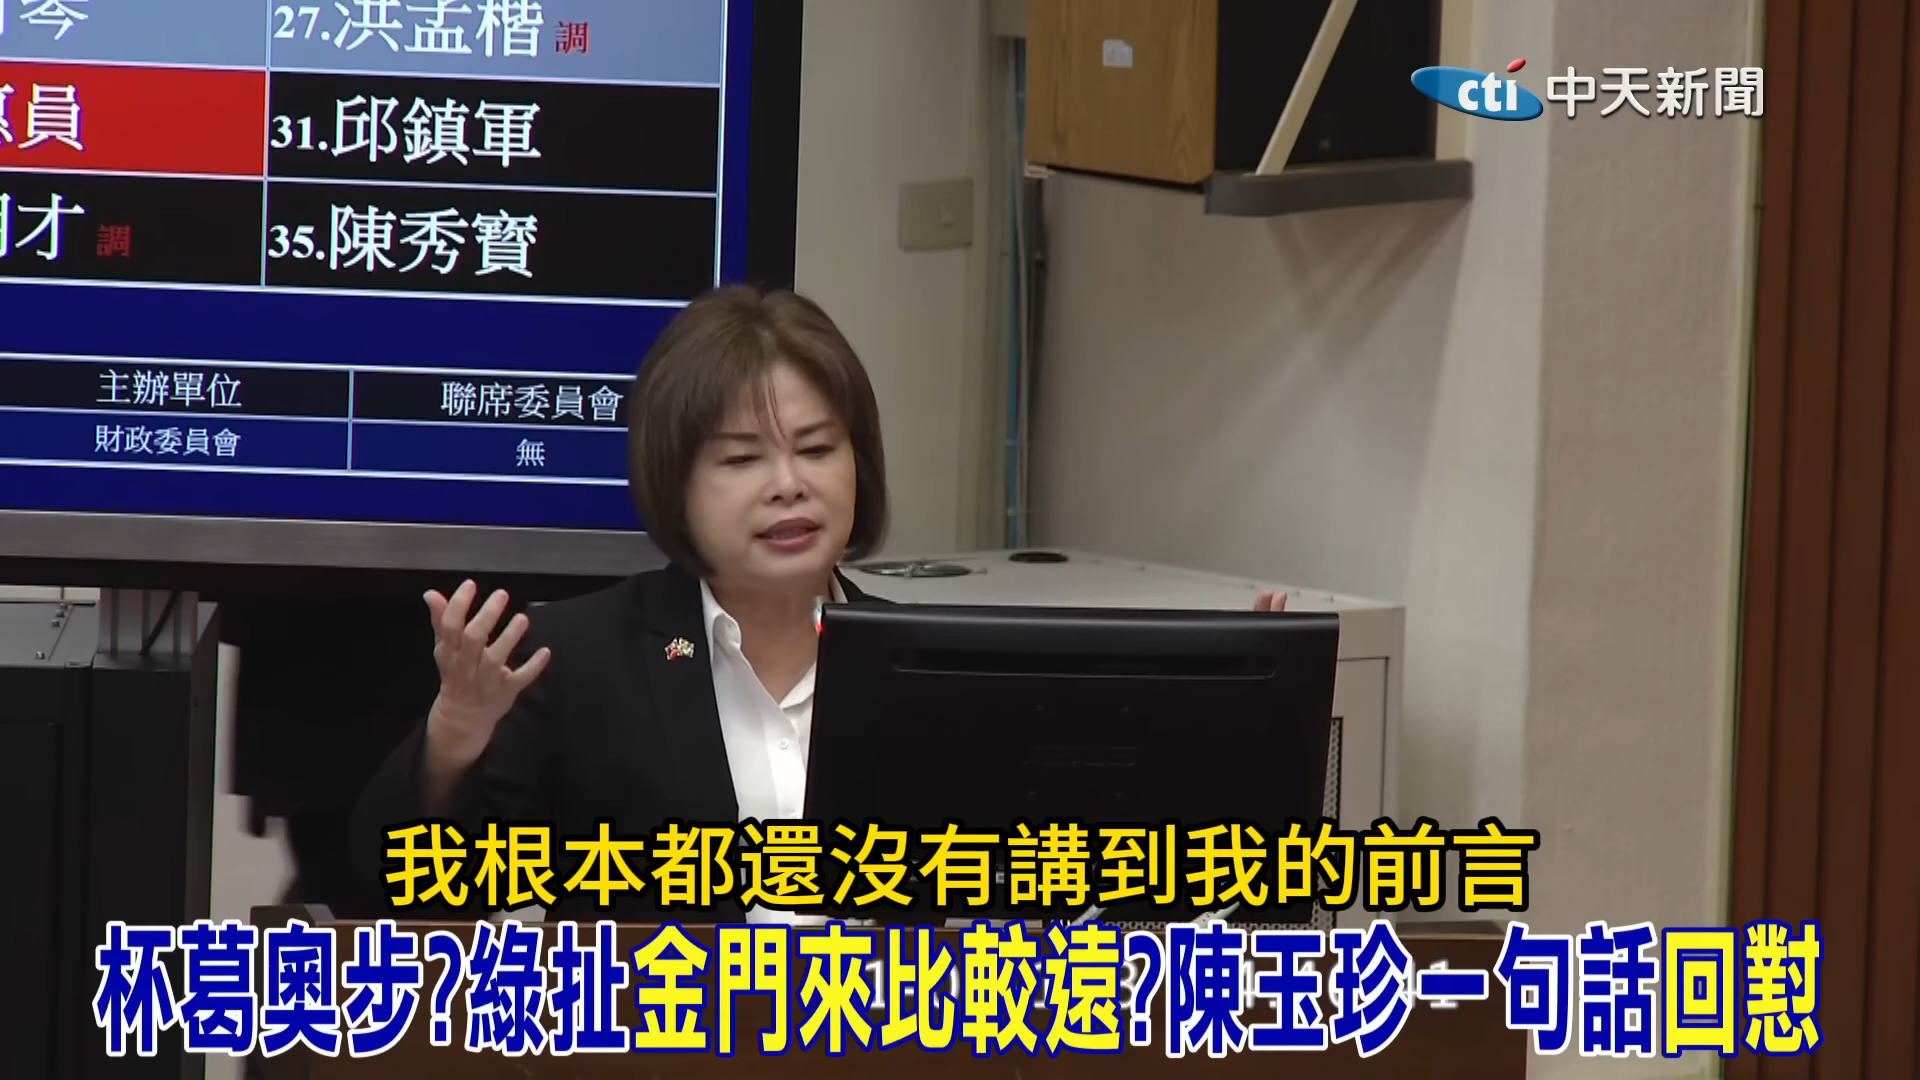 27.洪孟楷 調
員 31.邱鎮軍
才 調 35.陳秀寳
主辦單位 聯席委員會
財政委員會 無
cti 中天新聞
我根本都還沒有講到我的前言
杯葛奧步?綠扯金門來比較遠?陳玉珍一句話回懟